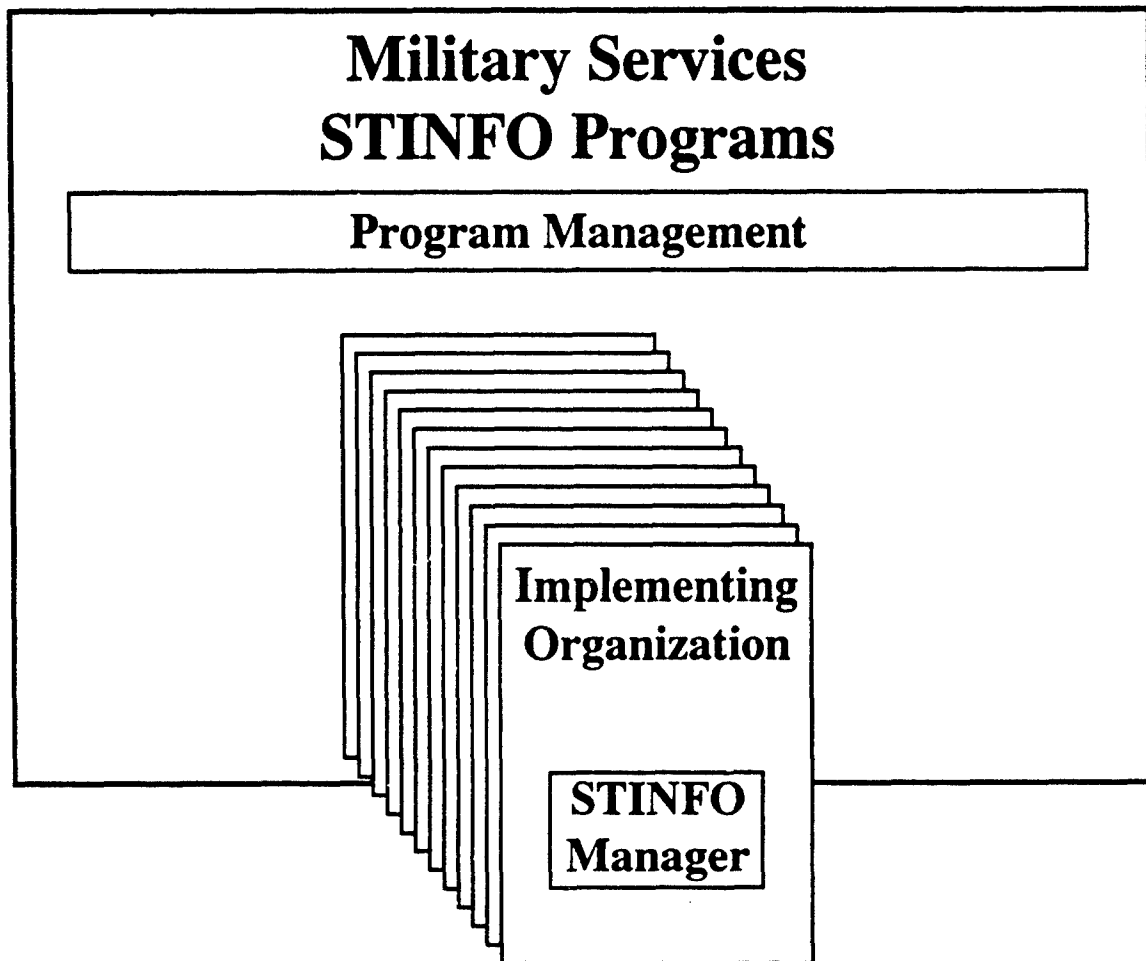 Military Services
STINFO Programs
Program Management
Implementing
Organization
STINFO
Manager